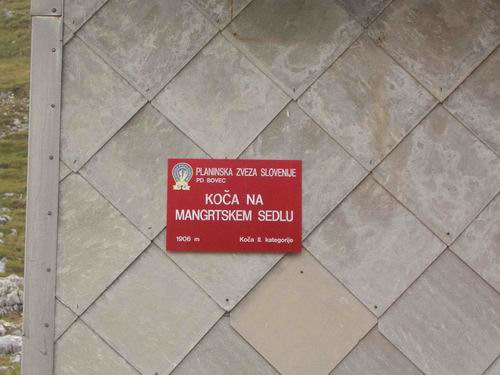 PLANINSKA ZVEZA SLOVENIJE
PD BOVEC
KOČA NA
MANGRTSKEM SEDLU
1906 m Koča II. kategorije